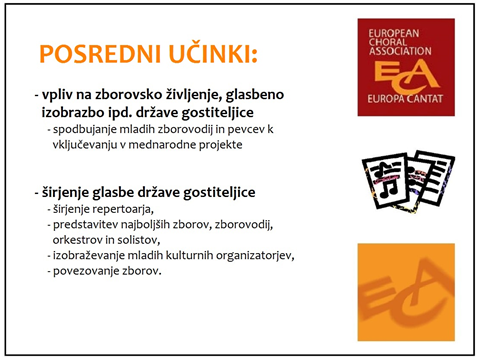 POSREDNI UČINKI:
- vpliv na zborovsko življenje, glasbeno
izobrazbo ipd. države gostiteljice
- spodbujanje mladih zborovodij in pevcev k
vključevanju v mednarodne projekte
- širjenje glasbe države gostiteljice
- širjenje repertoarja,
- predstavitev najboljših zborov, zborovodij,
orkestrov in solistov,
- izobraževanje mladih kulturnih organizatorjev,
- povezovanje zborov.
EUROPEAN
CHORAL
ASSOCIATION
ECA
EUROPA CANTAT
ECA